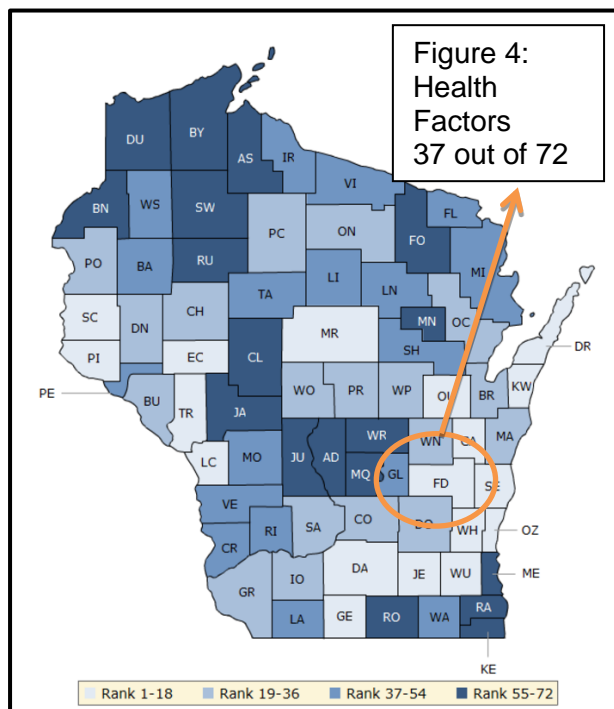 Figure 4:
Health
Factors
37 out of 72
DU
BY
AS
IR
VI
FL
BN
WS
SW
FO
PO
BA
RU
PC
ON
LI
LN
MI
SC
DN
CH
TA
MR
MN
OC
DR
PI
EC
CL
SH
PE
BU
TR
JA
WO
PR
WP
BR
KW
LC
MO
JU
AD
WR
WN
MA
MQ
GL
FD
SE
VE
CR
RI
SA
CO
WH
OZ
GR
IO
DA
JE
WU
ME
LA
GE
RO
WA
RA
KE
Rank 1-18 Rank 19-36 Rank 37-54 Rank 55-72